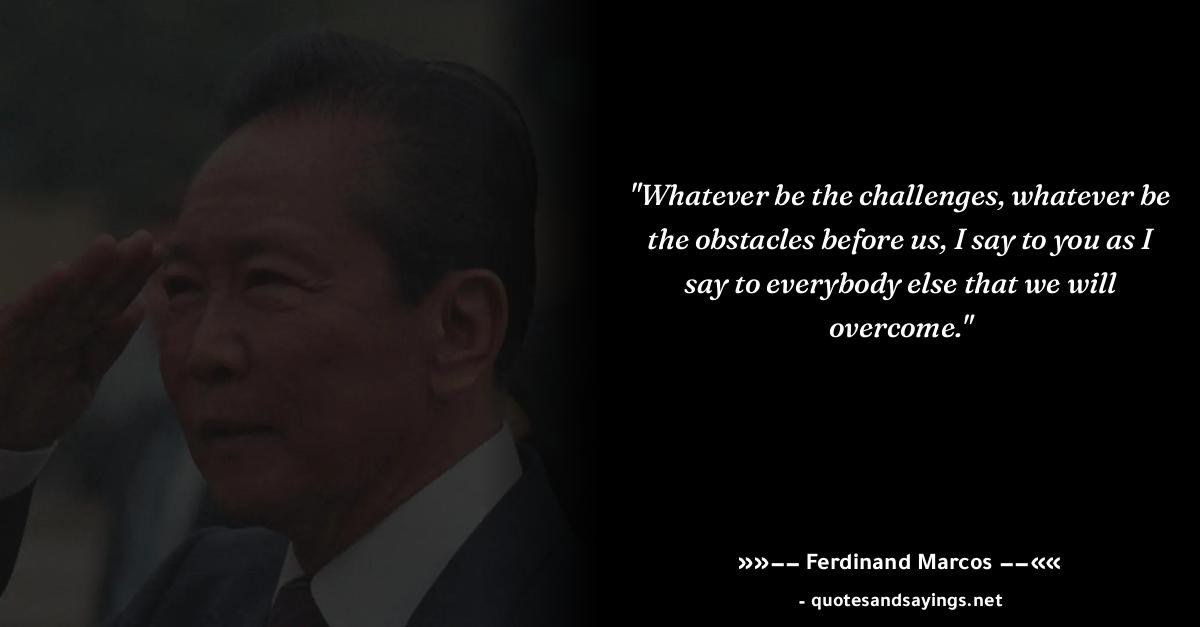 "Whatever be the challenges, whatever be
the obstacles before us, I say to you as I
say to everybody else that we will
overcome."
»»-- Ferdinand Marcos --««
- quotesandsayings.net